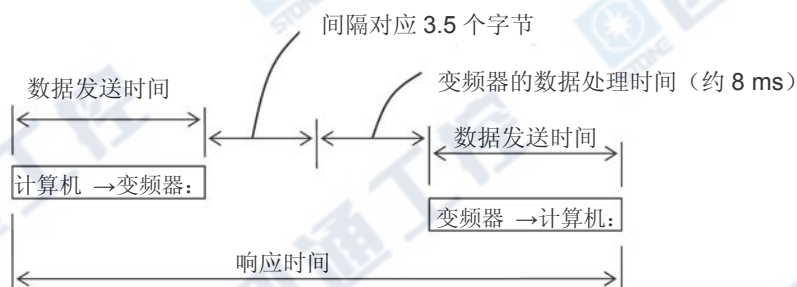 间隔对应 3.5 个字节
数据发送时间
变频器的数据处理时间（约 8 ms）
数据发送时间
计算机 →变频器：
变频器 →计算机：
响应时间